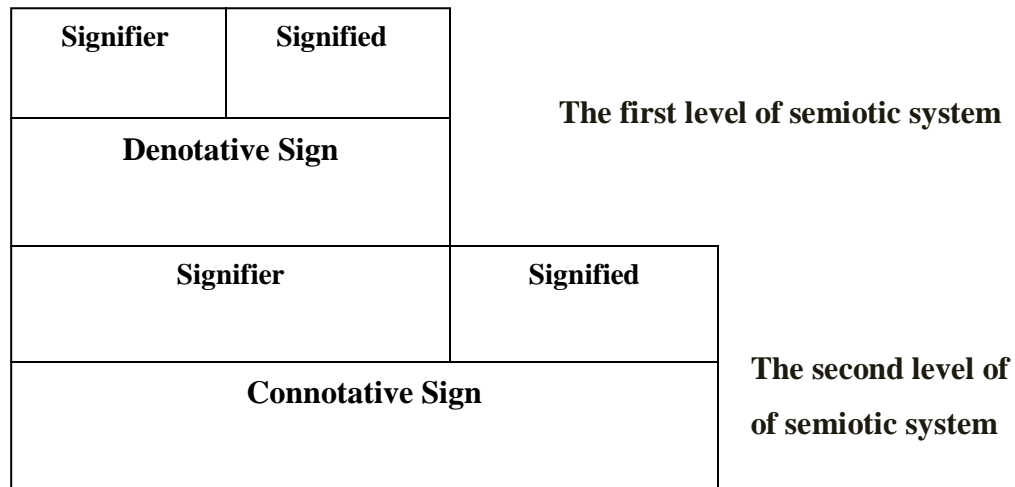 Signifier Signified
The first level of semiotic system
Denotative Sign
Signifier Signified
Connotative Sign
The second level of
of semiotic system